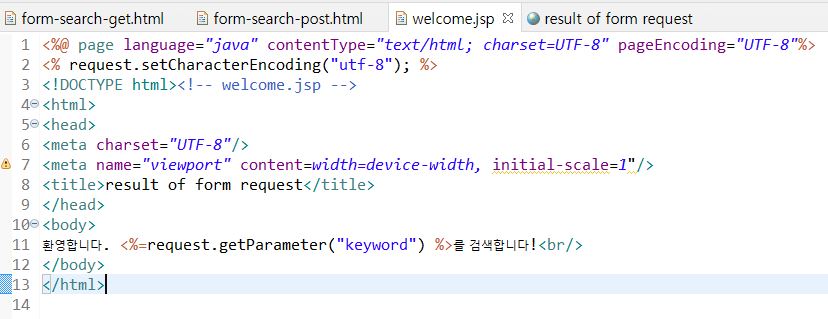 form-search-get.html form-search-post.html welcome.jsp result of form request
1 <%@ page language="java" contentType="text/html; charset=UTF-8" pageEncoding="UTF-8"%>
2 <% request.setCharacterEncoding("utf-8"); %>
3 <!DOCTYPE html><!-- welcome.jsp -->
4 <html>
5 <head>
6 <meta charset="UTF-8"/>
7 <meta name="viewport" content=width=device-width, initial-scale=1"/>
8 <title>result of form request</title>
9 </head>
10 <body>
11 환영합니다. <%=request.getParameter("keyword") %>를 검색합니다!<br/>
12 </body>
13 </html>
14